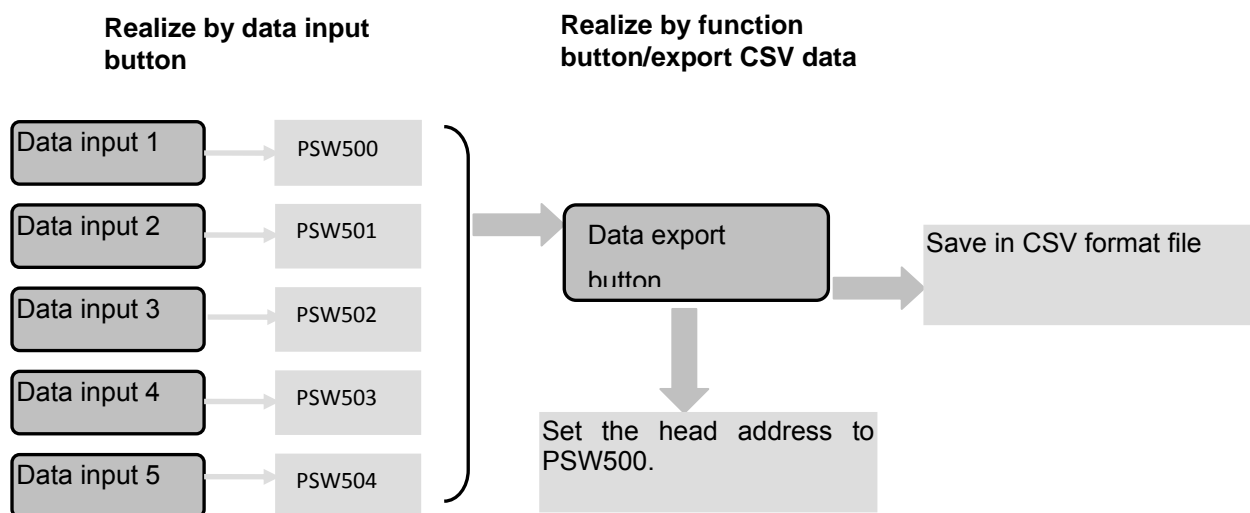 Realize by data input
button
Realize by function
button/export CSV data
Data input 1
PSW500
Data input 2
PSW501
Data input 3
PSW502
Data input 4
PSW503
Data input 5
PSW504
Data export
button
Save in CSV format file
Set the head address to
PSW500.